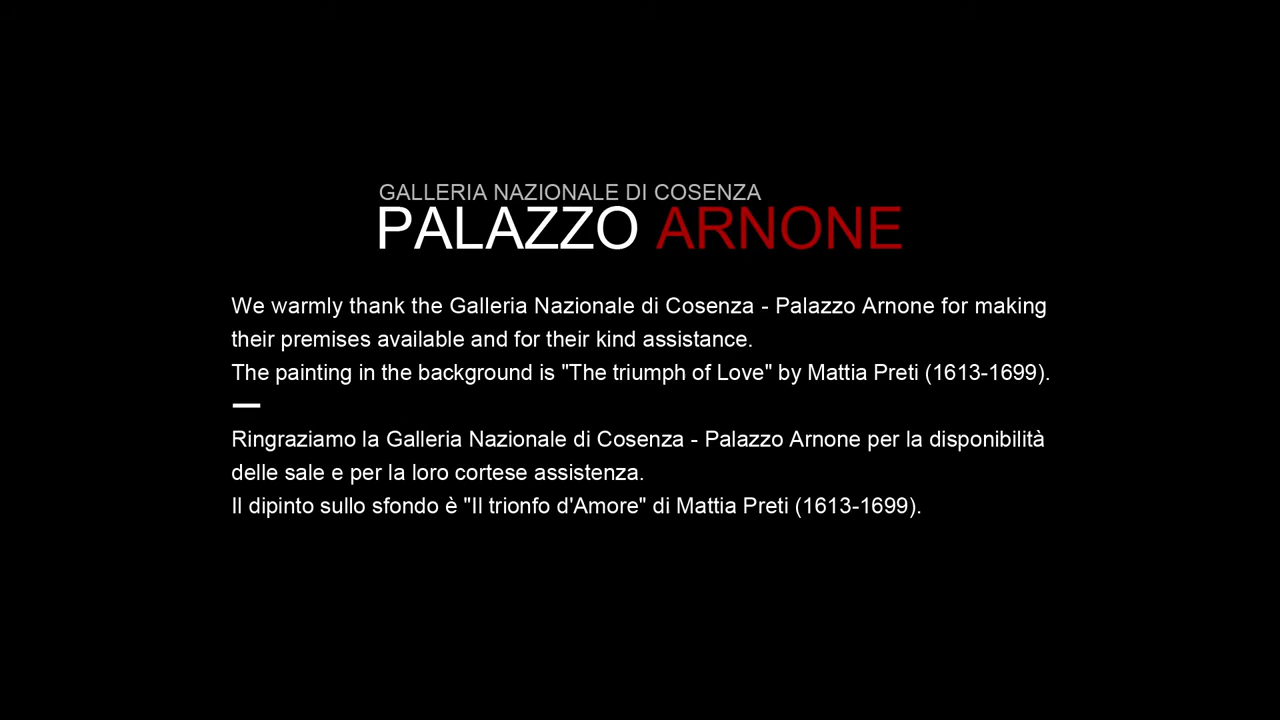 GALLERIA NAZIONALE DI COSENZA
PALAZZO ARNONE
We warmly thank the Galleria Nazionale di Cosenza - Palazzo Arnone for making
their premises available and for their kind assistance.
The painting in the background is "The triumph of Love" by Mattia Preti (1613-1699).
—
Ringraziamo la Galleria Nazionale di Cosenza - Palazzo Arnone per la disponibilità
delle sale e per la loro cortese assistenza.
Il dipinto sullo sfondo è "Il trionfo d'Amore" di Mattia Preti (1613-1699).